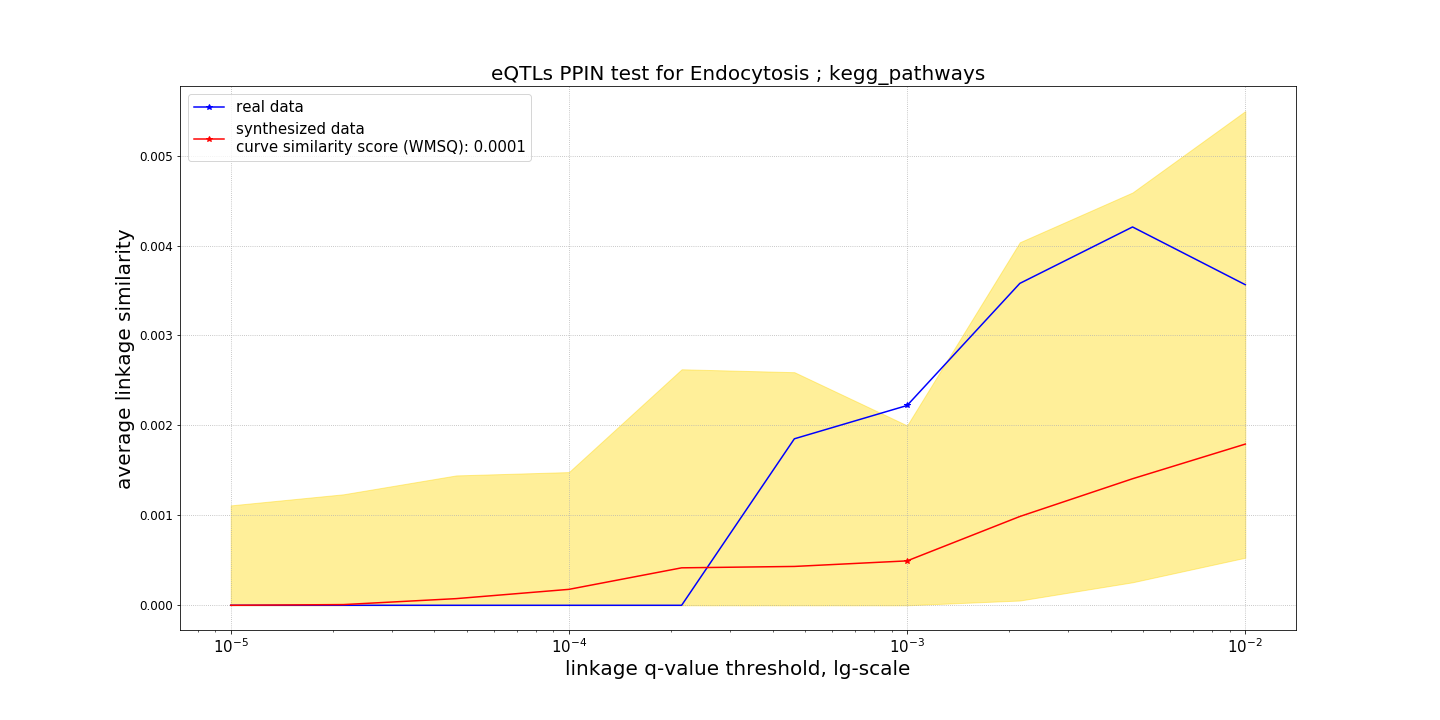 eQTLs PPIN test for Endocytosis ; kegg_pathways
real data
synthesized data
curve similarity score (WMSQ): 0.0001
average linkage similarity
0.005
0.004
0.003
0.002
0.001
0.000
10⁻⁵ 10⁻⁴ 10⁻³ 10⁻²
linkage q-value threshold, lg-scale